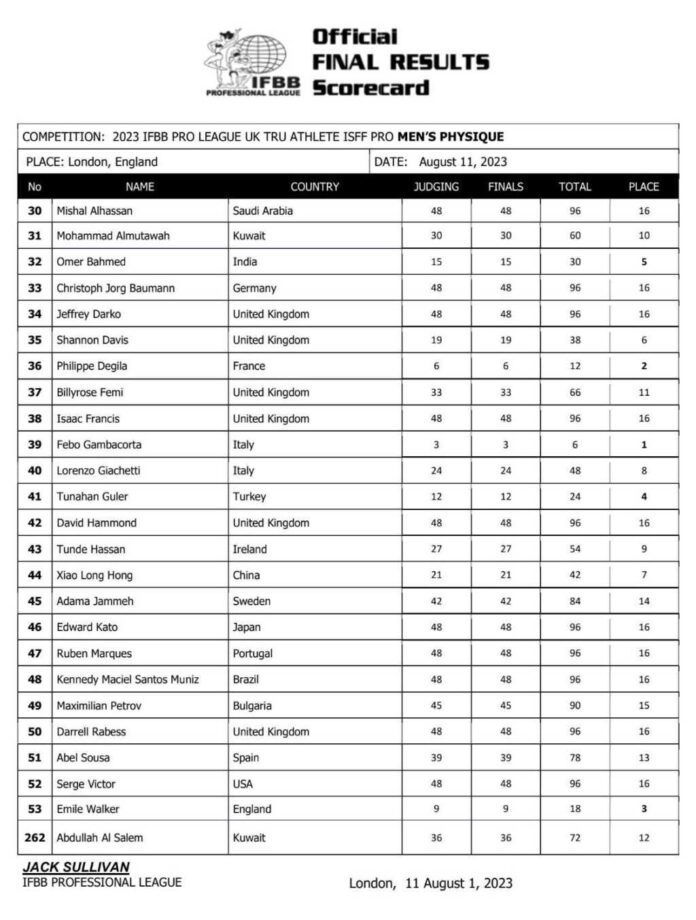 Official
FINAL RESULTS
Scorecard
IFBB
PROFESSIONAL LEAGUE
COMPETITION: 2023 IFBB PRO LEAGUE UK TRU ATHLETE ISFF PRO MEN'S PHYSIQUE
PLACE: London, England DATE: August 11, 2023
No NAME COUNTRY JUDGING FINALS TOTAL PLACE
30 Mishal Alhassan Saudi Arabia 48 48 96 16
31 Mohammad Almutawah Kuwait 30 30 60 10
32 Omer Bahmed India 15 15 30 5
33 Christoph Jorg Baumann Germany 48 48 96 16
34 Jeffrey Darko United Kingdom 48 48 96 16
35 Shannon Davis United Kingdom 19 19 38 6
36 Philippe Degila France 6 6 12 2
37 Billyrose Femi United Kingdom 33 33 66 11
38 Isaac Francis United Kingdom 48 48 96 16
39 Febo Gambacorta Italy 3 3 6 1
40 Lorenzo Giachetti Italy 24 24 48 8
41 Tunahan Guler Turkey 12 12 24 4
42 David Hammond United Kingdom 48 48 96 16
43 Tunde Hassan Ireland 27 27 54 9
44 Xiao Long Hong China 21 21 42 7
45 Adama Jammeh Sweden 42 42 84 14
46 Edward Kato Japan 48 48 96 16
47 Ruben Marques Portugal 48 48 96 16
48 Kennedy Maciel Santos Muniz Brazil 48 48 96 16
49 Maximilian Petrov Bulgaria 45 45 90 15
50 Darrell Rabess United Kingdom 48 48 96 16
51 Abel Sousa Spain 39 39 78 13
52 Serge Victor USA 48 48 96 16
53 Emile Walker England 9 9 18 3
262 Abdullah Al Salem Kuwait 36 36 72 12
JACK SULLIVAN
IFBB PROFESSIONAL LEAGUE London, 11 August 1, 2023